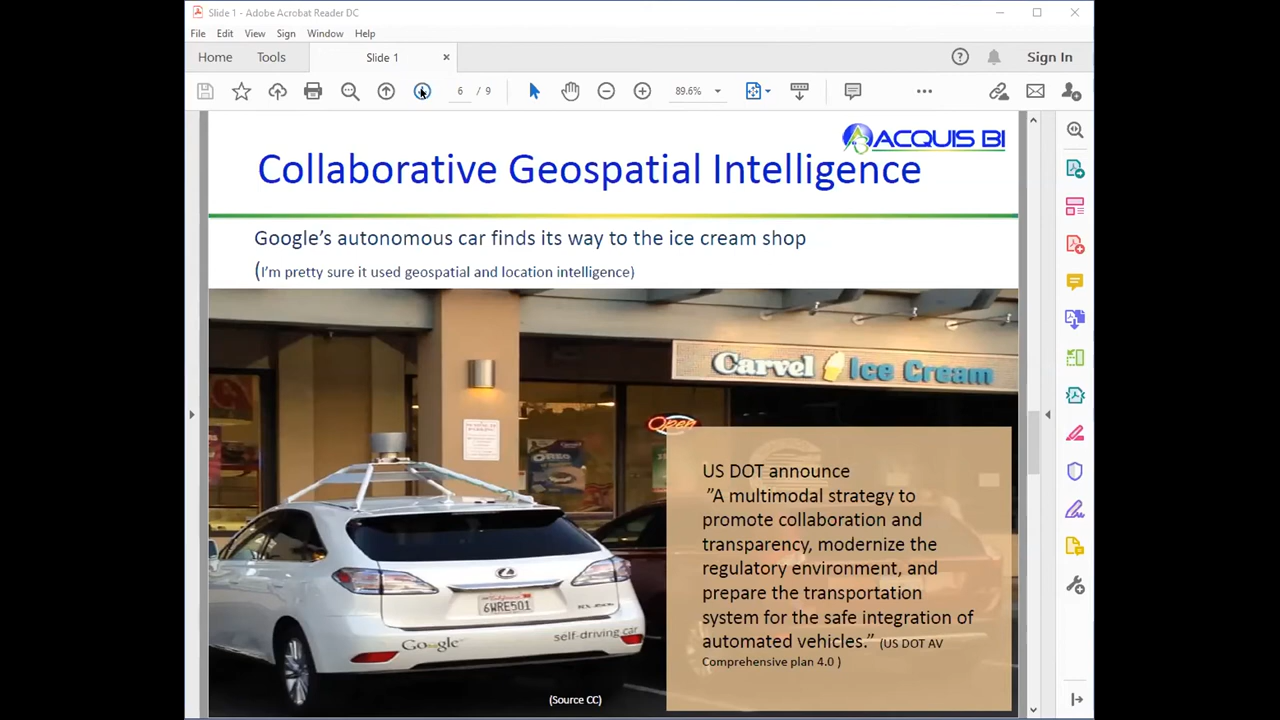 Slide 1 - Adobe Acrobat Reader DC
File Edit View Sign Window Help
Home Tools Slide 1 Sign In
6 / 9 89.6%
ACQUIS BI
Collaborative Geospatial Intelligence
Google's autonomous car finds its way to the ice cream shop
(I'm pretty sure it used geospatial and location intelligence)
Carvel Ice Cream
Open
OREO
US DOT announce
"A multimodal strategy to
promote collaboration and
transparency, modernize the
regulatory environment, and
prepare the transportation
system for the safe integration of
automated vehicles." (US DOT AV
Comprehensive plan 4.0 )
California
6WRE501
Google self-driving car
(Source CC)